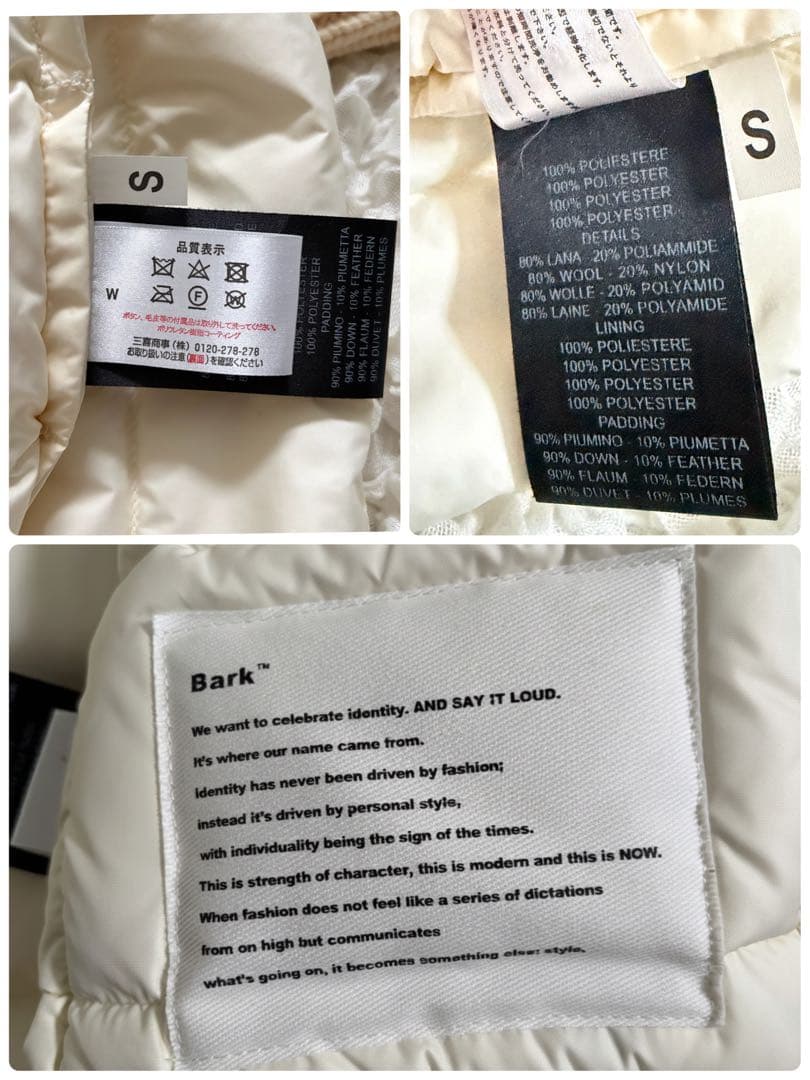 S
品質表示
W
F
W
ボタン、毛皮等の付属品は取り外して洗ってください。
ポリウレタン樹脂コーティング
三喜商事(株) 0120-278-278
お取り扱いの注意(裏面)を確認ください
100% POLYESTER
100% POLYESTER
PADDING
90% PIUMINO - 10% PIUMETTA
90% DOWN - 10% FEATHER
90% FLAUM - 10% FEDERN
90% DUVET - 10% PLUMES
S
100% POLIESTERE
100% POLYESTER
100% POLYESTER
100% POLYESTER
DETAILS
80% LANA - 20% POLIAMMIDE
80% WOOL - 20% NYLON
80% WOLLE - 20% POLYAMID
80% LAINE - 20% POLYAMIDE
LINING
100% POLIESTERE
100% POLYESTER
100% POLYESTER
100% POLYESTER
PADDING
90% PIUMINO - 10% PIUMETTA
90% DOWN - 10% FEATHER
90% FLAUM - 10% FEDERN
90% DUVET - 10% PLUMES
Bark™
We want to celebrate identity. AND SAY IT LOUD.
It's where our name came from.
Identity has never been driven by fashion;
instead it's driven by personal style,
with individuality being the sign of the times.
This is strength of character, this is modern and this is NOW.
When fashion does not feel like a series of dictations
from on high but communicates
what's going on, it becomes something else: style.